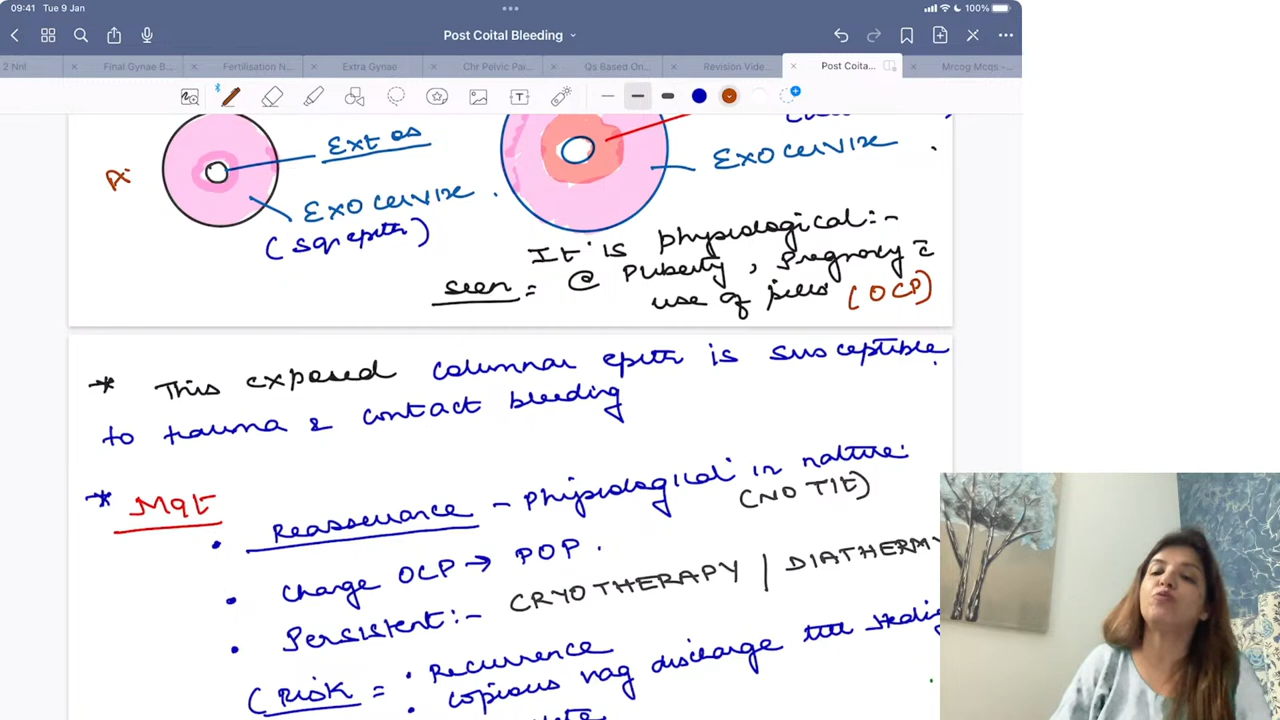 09:41 Tue 9 Jan
100%
Post Coital Bleeding
2 Nnl
Final Gynae B...
Fertilisation N...
Extra Gynae
Chr Pelvic Pai...
Qs Based On...
Revision Vide...
Post Coita...
Mrcog Mcqs -...
Ext os
Exo cervix
Exo cervix
(sq epith)
It is physiological:-
seen = @ Puberty, Pregnancy c̄
use of pills (OCP)
* This exposed columnar epith is susceptible
to trauma & contact bleeding
* Mgt
• Reassurance - Physiological in nature.
(NO T/t)
• Change OCP → POP.
• Persistent:- CRYOTHERAPY | DIATHERMY
(Risk = • Recurrence
• copious vag discharge till